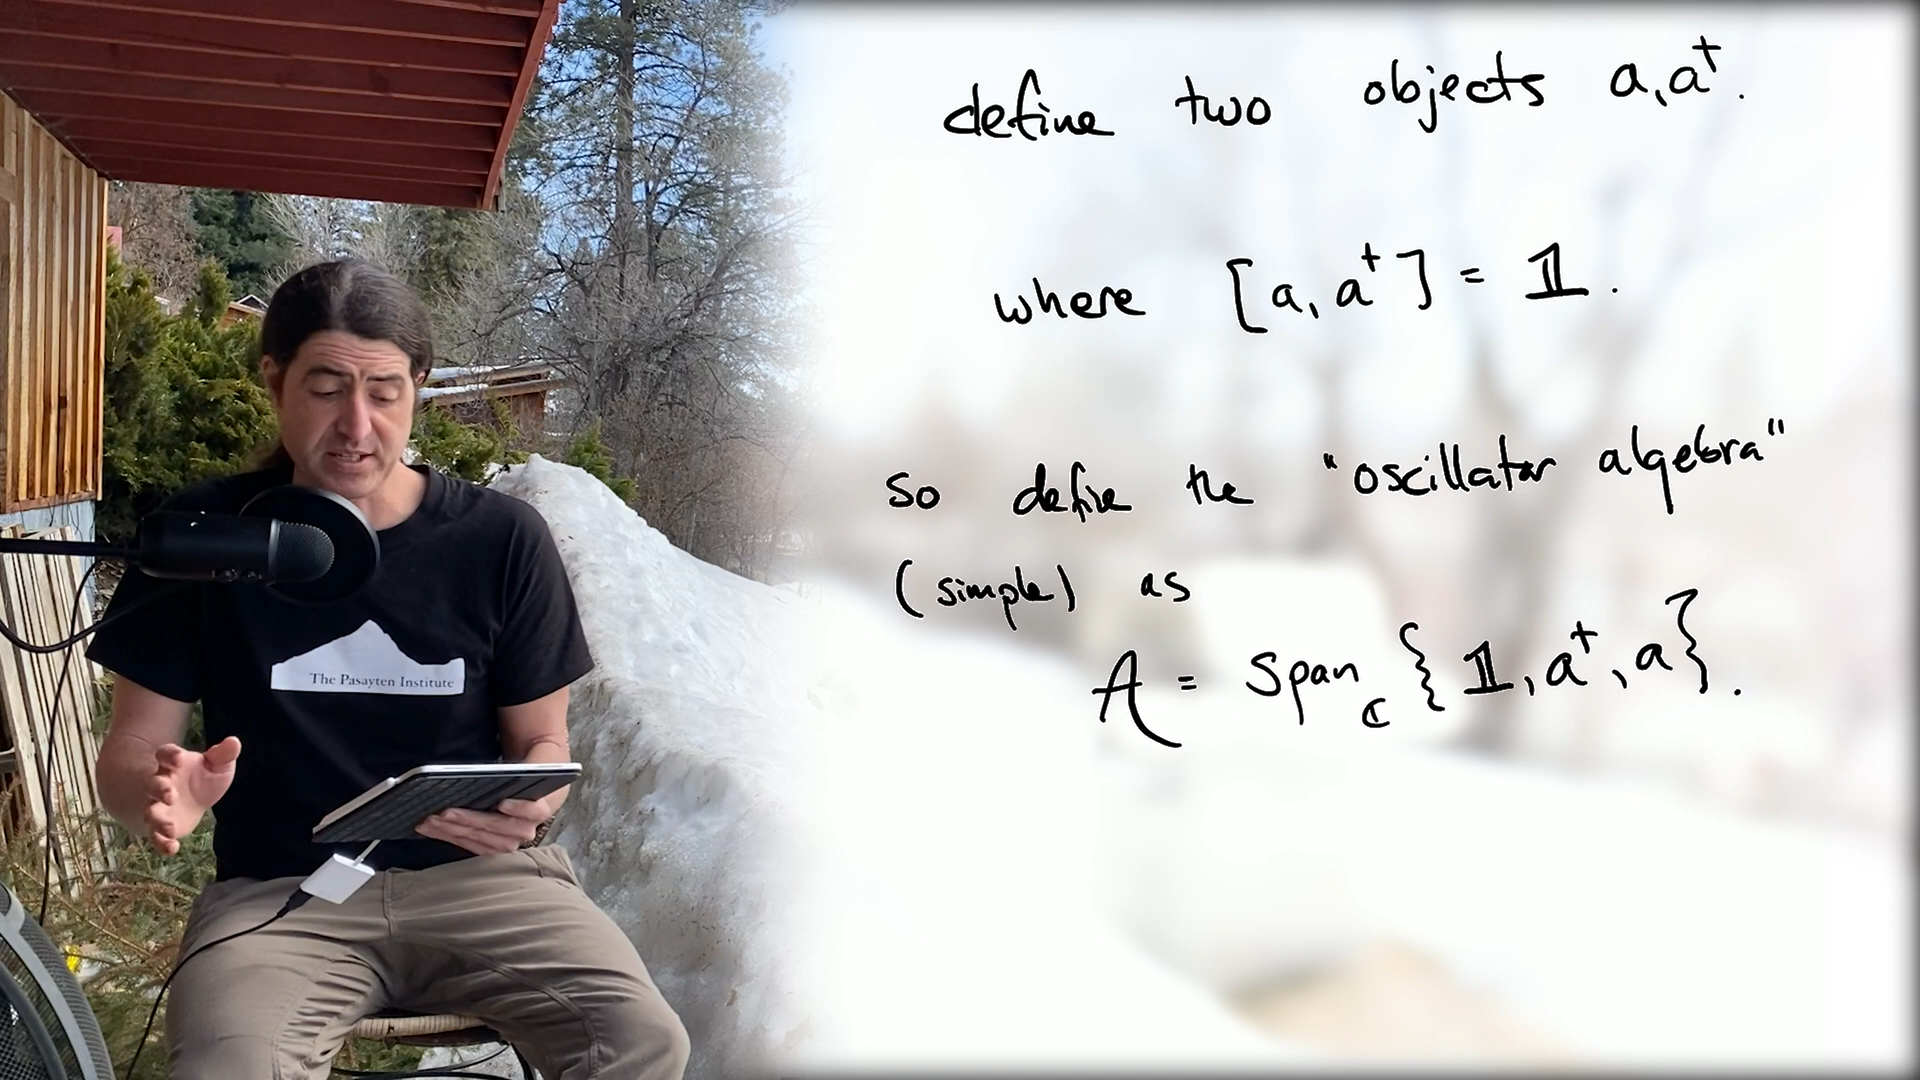 define two objects a, a†.
where [a, a†] = 𝟙.
so define the "oscillator algebra"
(simple) as
A = Span_ℂ {𝟙, a†, a}.
The Pasayten Institute